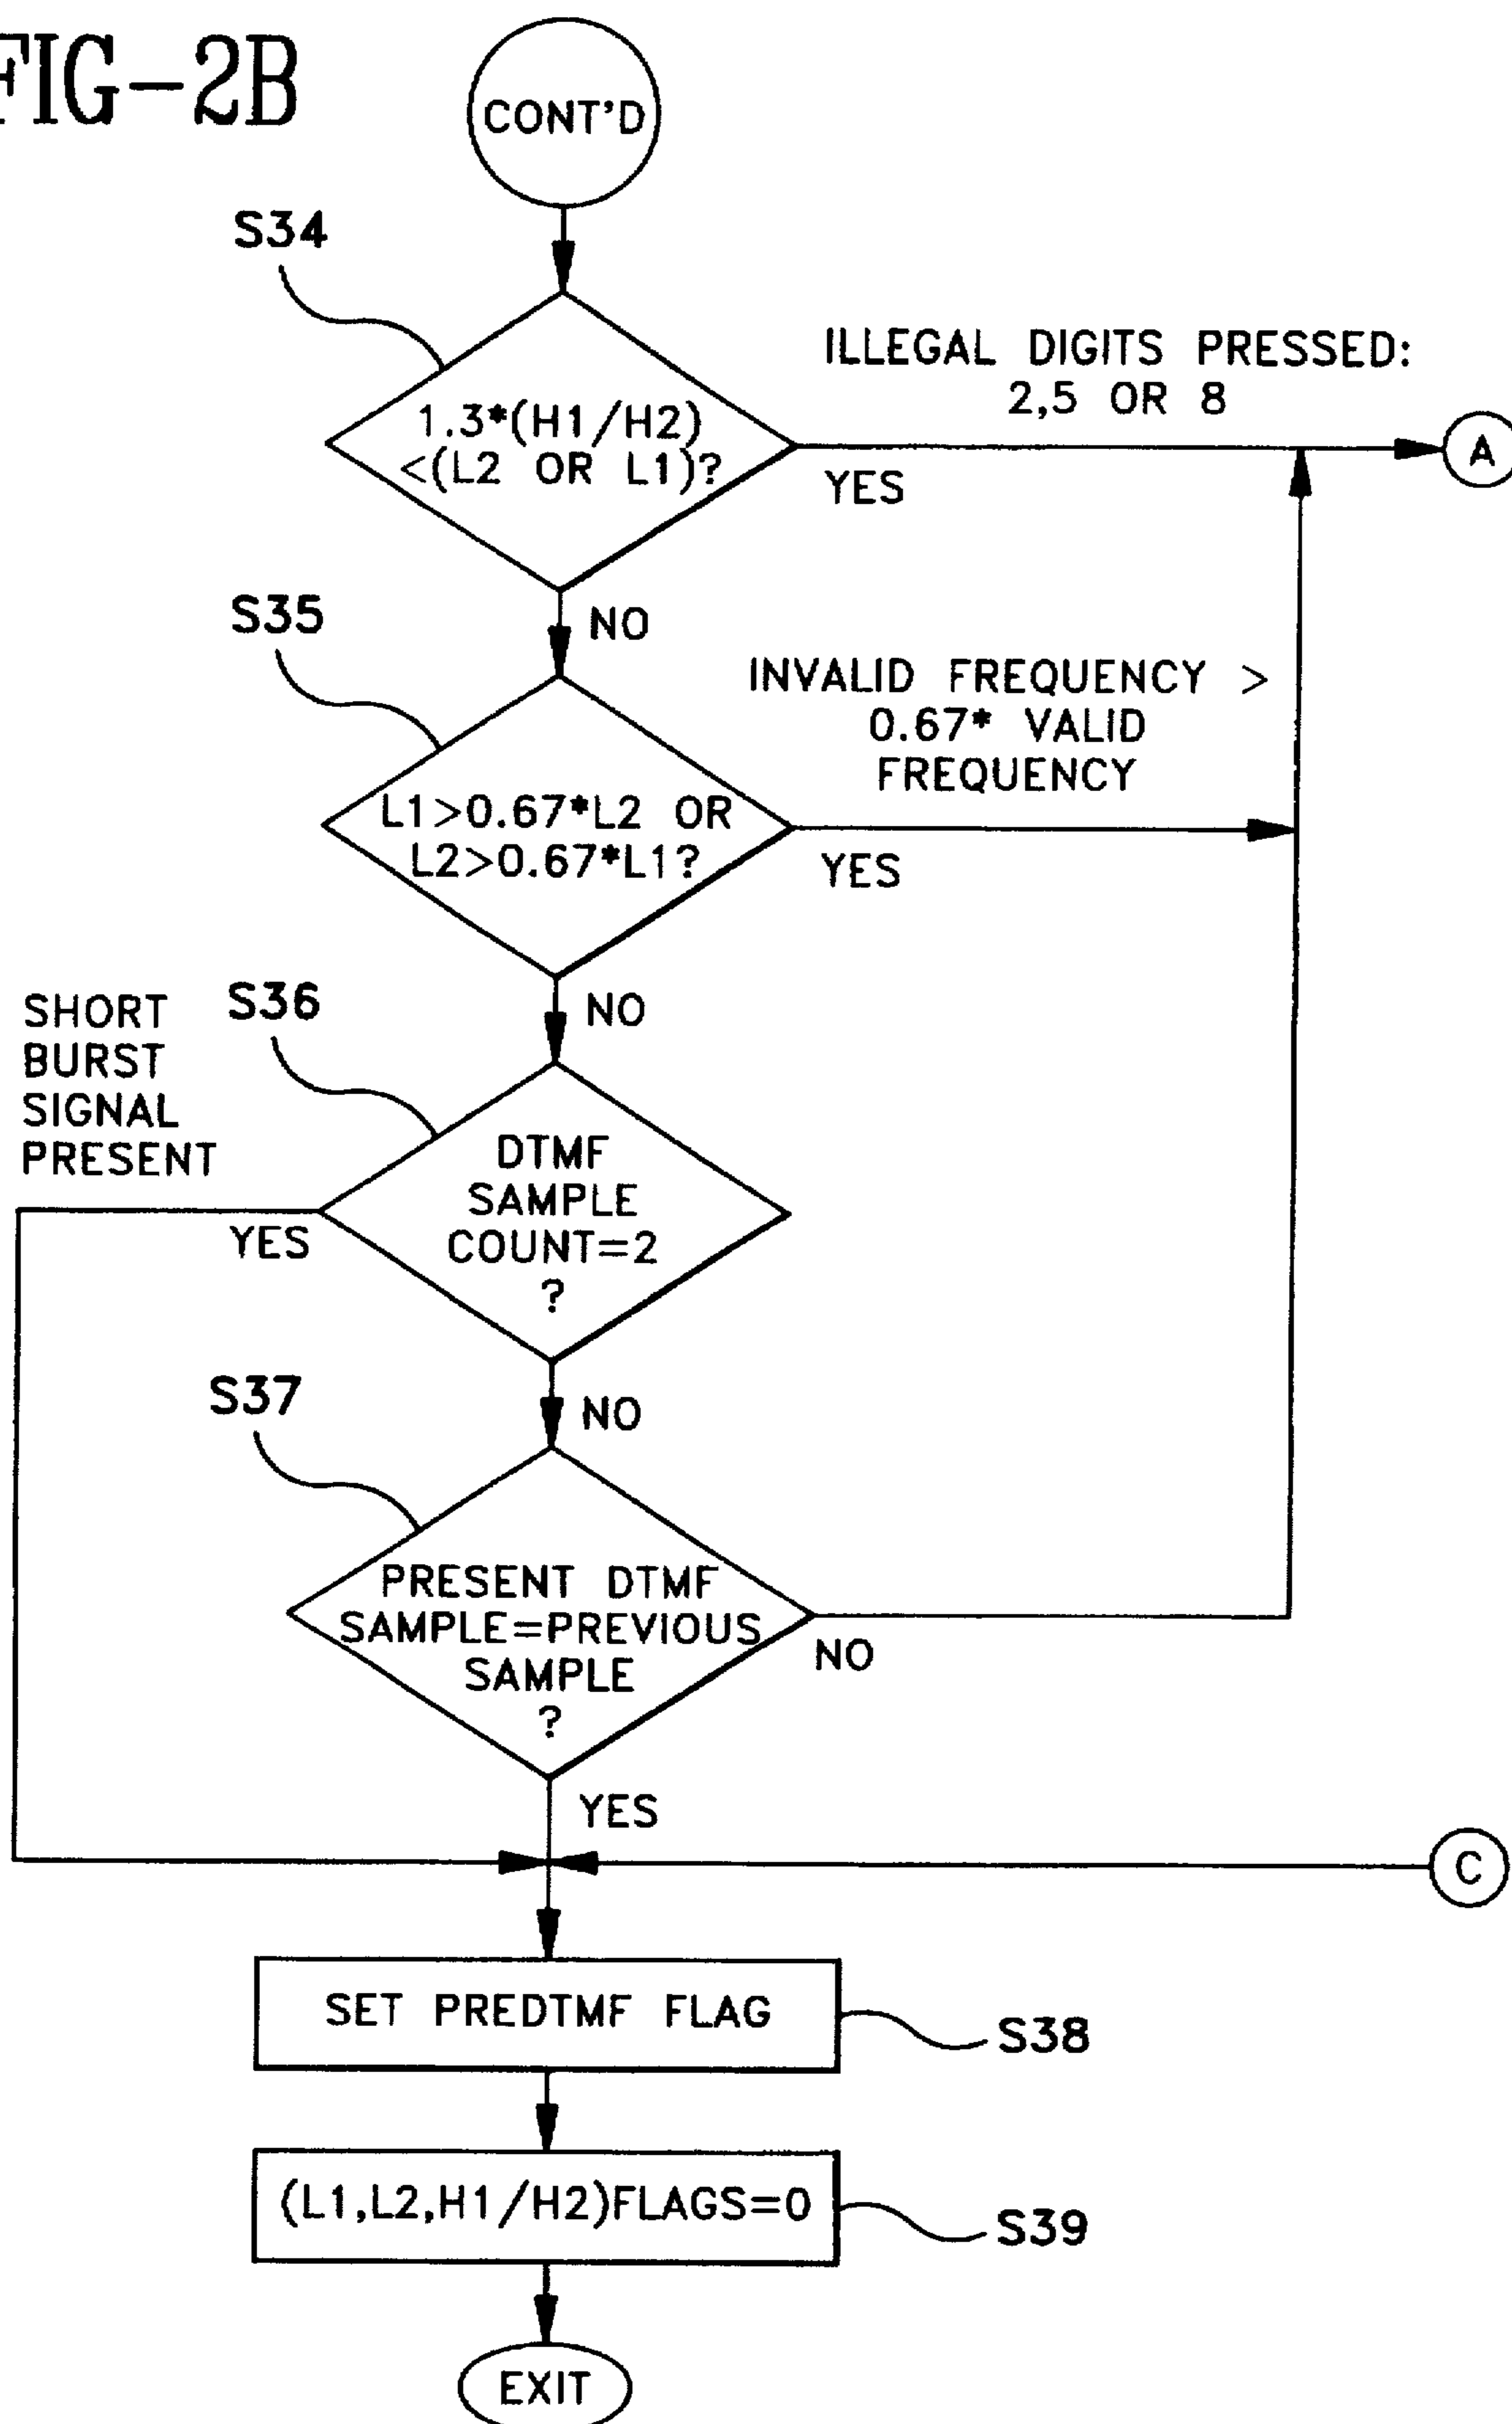 FIG-2B
CONT'D
S34
ILLEGAL DIGITS PRESSED:
2,5 OR 8
1.3*(H1/H2)
<(L2 OR L1)?
A
YES
NO
S35
INVALID FREQUENCY >
0.67* VALID
FREQUENCY
L1>0.67*L2 OR
L2>0.67*L1?
YES
NO
S36
SHORT
BURST
SIGNAL
PRESENT
DTMF
SAMPLE
COUNT=2
?
YES
NO
S37
PRESENT DTMF
SAMPLE=PREVIOUS
SAMPLE
?
NO
YES
C
SET PREDTMF FLAG
S38
(L1,L2,H1/H2)FLAGS=0
S39
EXIT